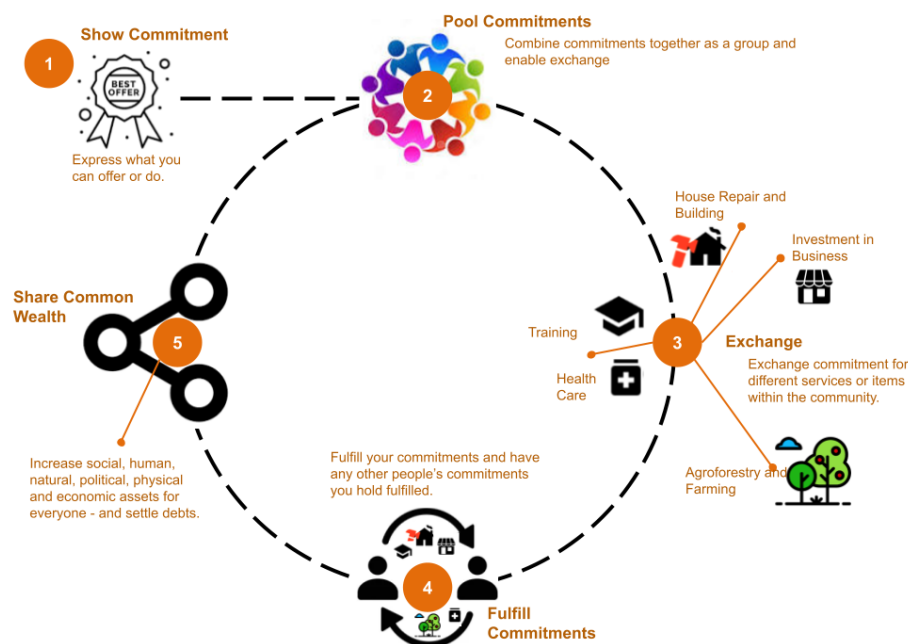 1
Show Commitment
BEST
OFFER
Express what you
can offer or do.
Pool Commitments
Combine commitments together as a group and
enable exchange
2
House Repair and
Building
Investment in
Business
Training
Health
Care
3
Exchange
Exchange commitment for
different services or items
within the community.
Agroforestry and
Farming
Fulfill your commitments and have
any other people's commitments
you hold fulfilled.
4
Fulfill
Commitments
Share Common
Wealth
5
Increase social, human,
natural, political, physical
and economic assets for
everyone - and settle debts.